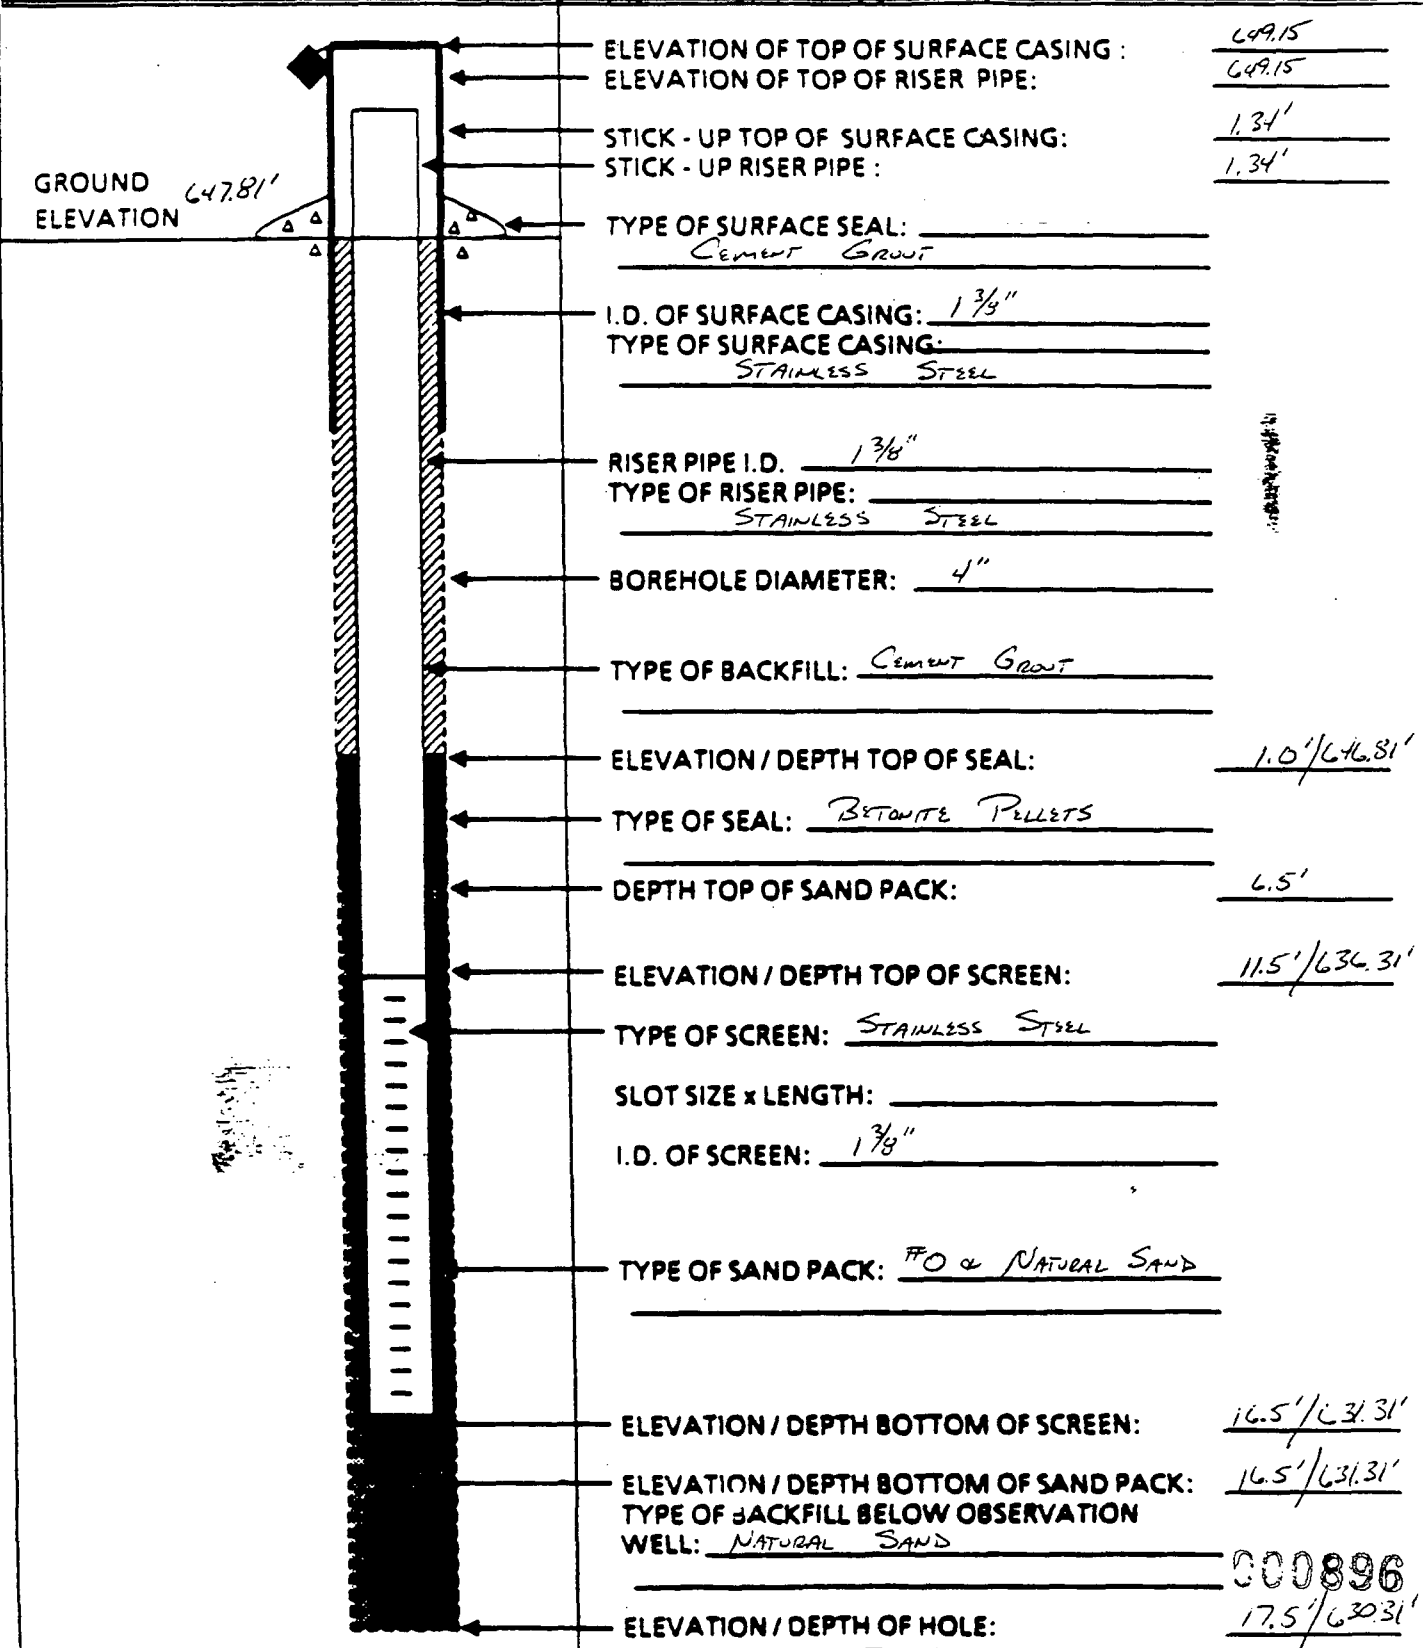 ELEVATION OF TOP OF SURFACE CASING : 649.15
ELEVATION OF TOP OF RISER PIPE: 649.15
STICK - UP TOP OF SURFACE CASING: 1.34'
STICK - UP RISER PIPE : 1.34'
GROUND
ELEVATION 647.81'
TYPE OF SURFACE SEAL:
CEMENT GROUT
I.D. OF SURFACE CASING: 1 3/8"
TYPE OF SURFACE CASING:
STAINLESS STEEL
RISER PIPE I.D. 1 3/8"
TYPE OF RISER PIPE:
STAINLESS STEEL
BOREHOLE DIAMETER: 4"
TYPE OF BACKFILL: CEMENT GROUT
ELEVATION / DEPTH TOP OF SEAL: 1.0'/646.81'
TYPE OF SEAL: BETONITE PELLETS
DEPTH TOP OF SAND PACK: 6.5'
ELEVATION / DEPTH TOP OF SCREEN: 11.5'/636.31'
TYPE OF SCREEN: STAINLESS STEEL
SLOT SIZE x LENGTH:
I.D. OF SCREEN: 1 3/8"
TYPE OF SAND PACK: #0 & NATURAL SAND
ELEVATION / DEPTH BOTTOM OF SCREEN: 16.5'/631.31'
ELEVATION / DEPTH BOTTOM OF SAND PACK: 16.5'/631.31'
TYPE OF BACKFILL BELOW OBSERVATION
WELL: NATURAL SAND
000896
ELEVATION / DEPTH OF HOLE: 17.5'/630.31'